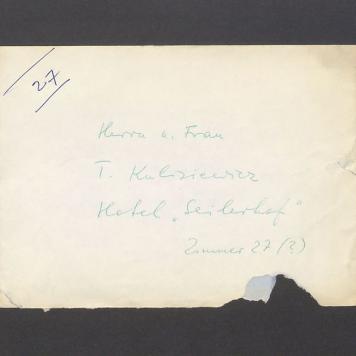 27
Herrn u. Frau
T. Kulisiewicz
Hotel „Seilerhof"
Zimmer 27 (?)